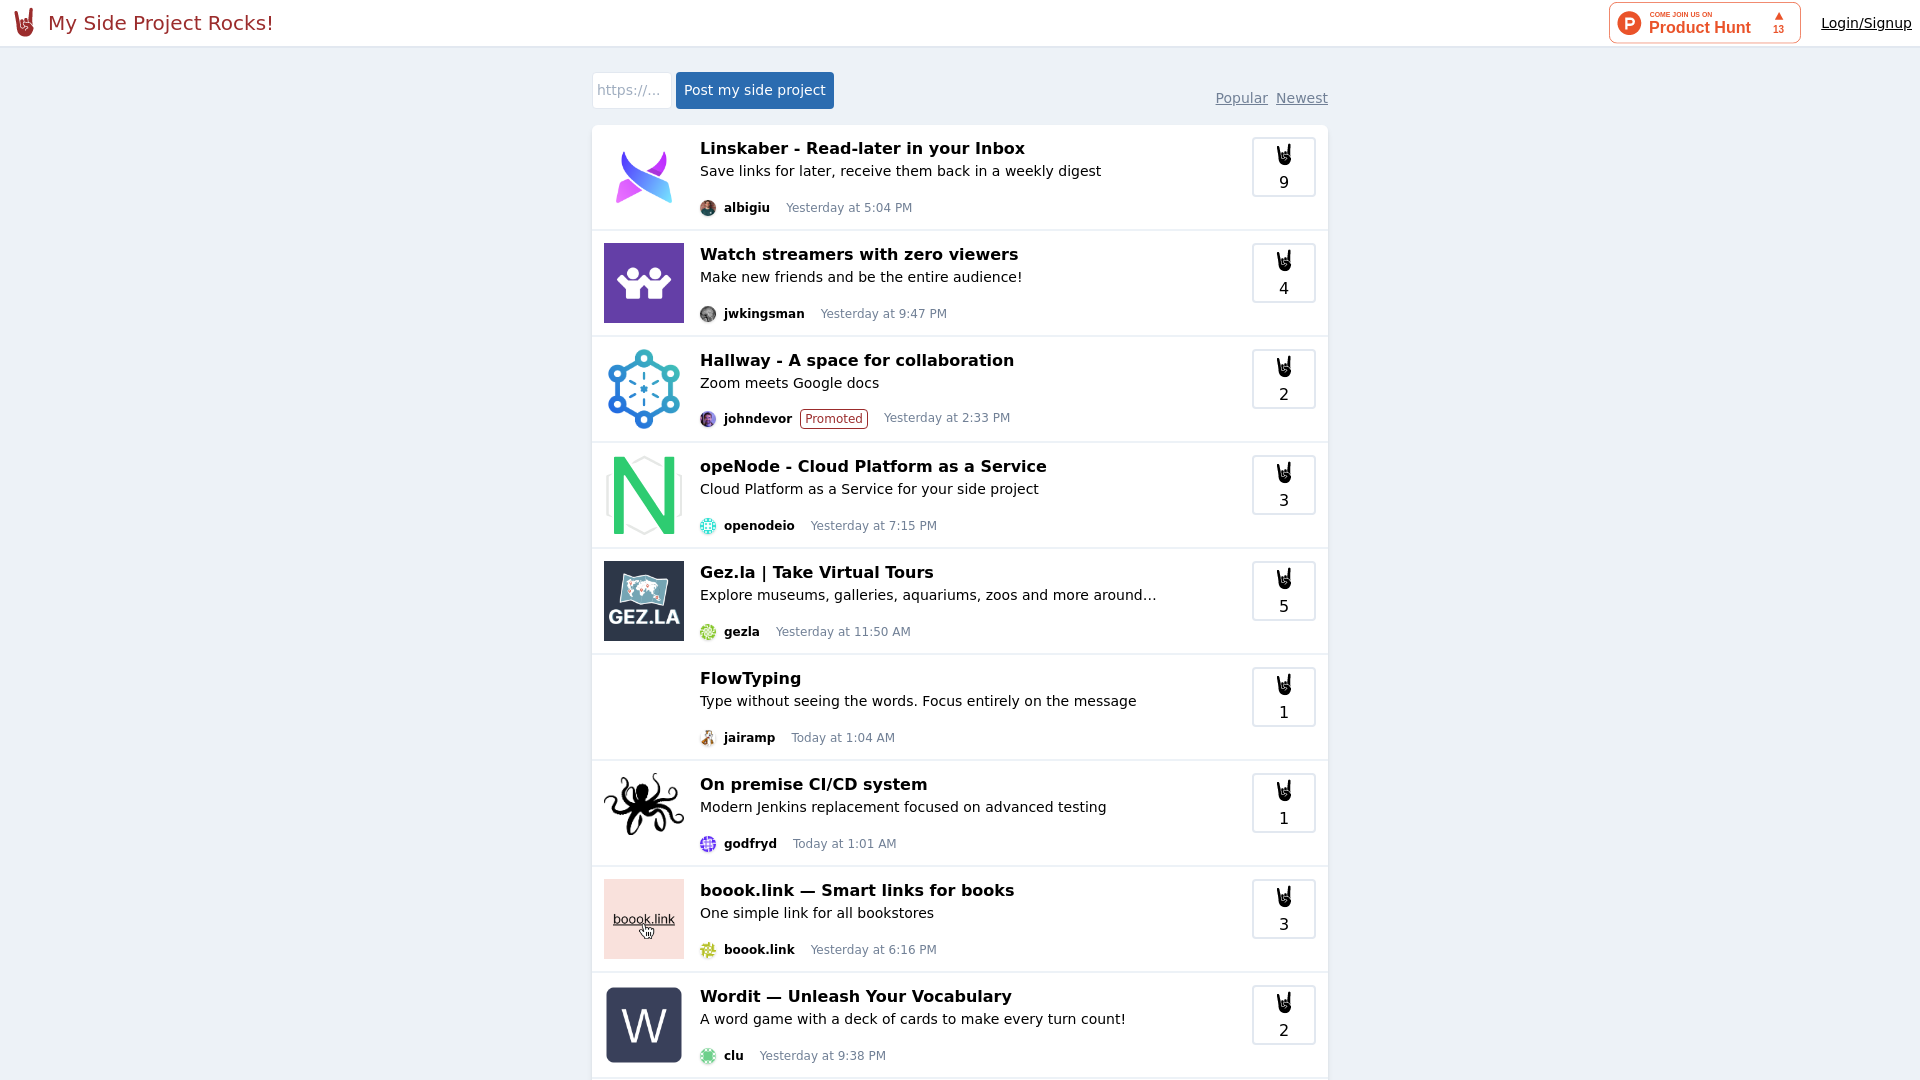 My Side Project Rocks!
COME JOIN US ON
Product Hunt
P
13
Login/Signup
https://...
Post my side project
Popular Newest
Linskaber - Read-later in your Inbox
Save links for later, receive them back in a weekly digest
albigiu Yesterday at 5:04 PM
9
Watch streamers with zero viewers
Make new friends and be the entire audience!
jwkingsman Yesterday at 9:47 PM
4
Hallway - A space for collaboration
Zoom meets Google docs
johndevor Promoted Yesterday at 2:33 PM
2
N
opeNode - Cloud Platform as a Service
Cloud Platform as a Service for your side project
openodeio Yesterday at 7:15 PM
3
GEZ.LA
Gez.la | Take Virtual Tours
Explore museums, galleries, aquariums, zoos and more around...
gezla Yesterday at 11:50 AM
5
FlowTyping
Type without seeing the words. Focus entirely on the message
jairamp Today at 1:04 AM
1
On premise CI/CD system
Modern Jenkins replacement focused on advanced testing
godfryd Today at 1:01 AM
1
boook.link
boook.link — Smart links for books
One simple link for all bookstores
boook.link Yesterday at 6:16 PM
3
W
Wordit — Unleash Your Vocabulary
A word game with a deck of cards to make every turn count!
clu Yesterday at 9:38 PM
2